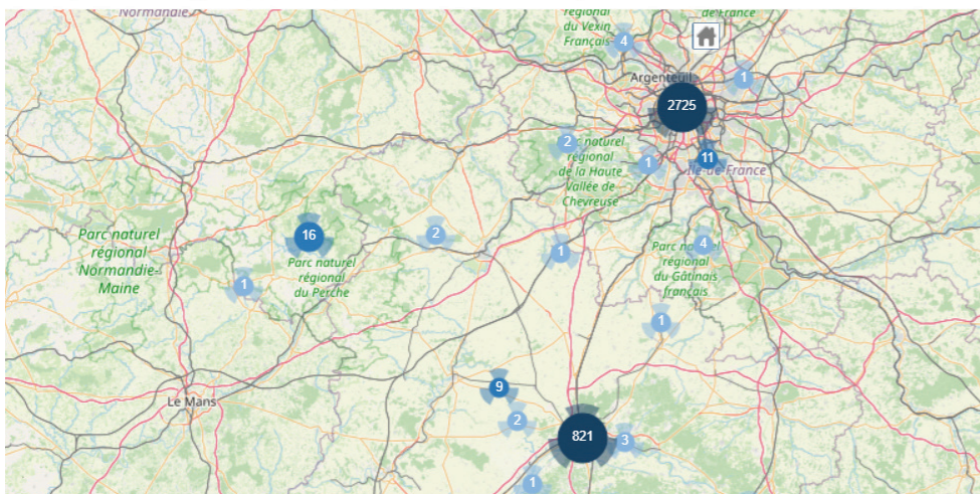 Normandie
régional
du Vexin
Français
de France
4
Argenteuil
1
2725
2
naturel
régional
de la Haute
Vallée de
Chevreuse
1
11
Île-de-France
Parc naturel
régional
Normandie-
Maine
16
Parc naturel
régional
du Perche
2
1
1
4
Parc naturel
régional
du Gâtinais
français
1
9
Le Mans
2
821
3
1